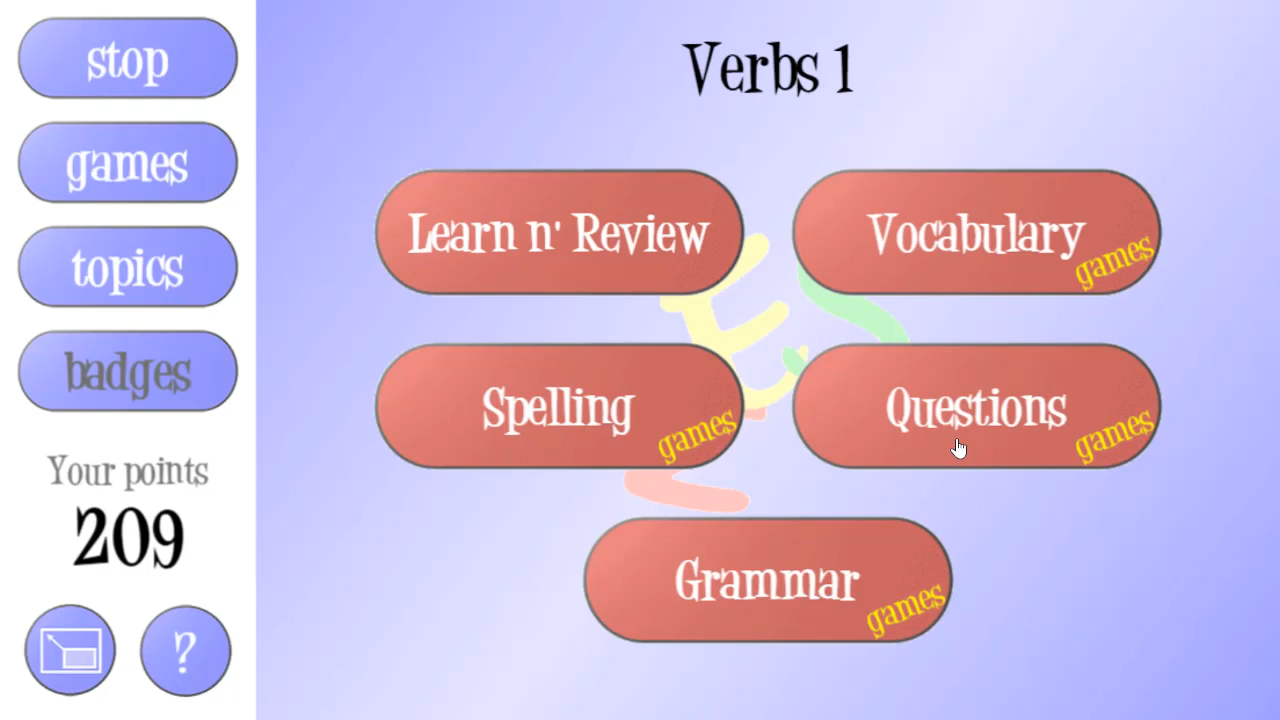 stop
games
topics
badges
Your points
209
?
Verbs 1
Learn n' Review
Vocabulary
games
Spelling
games
Questions
games
Grammar
games